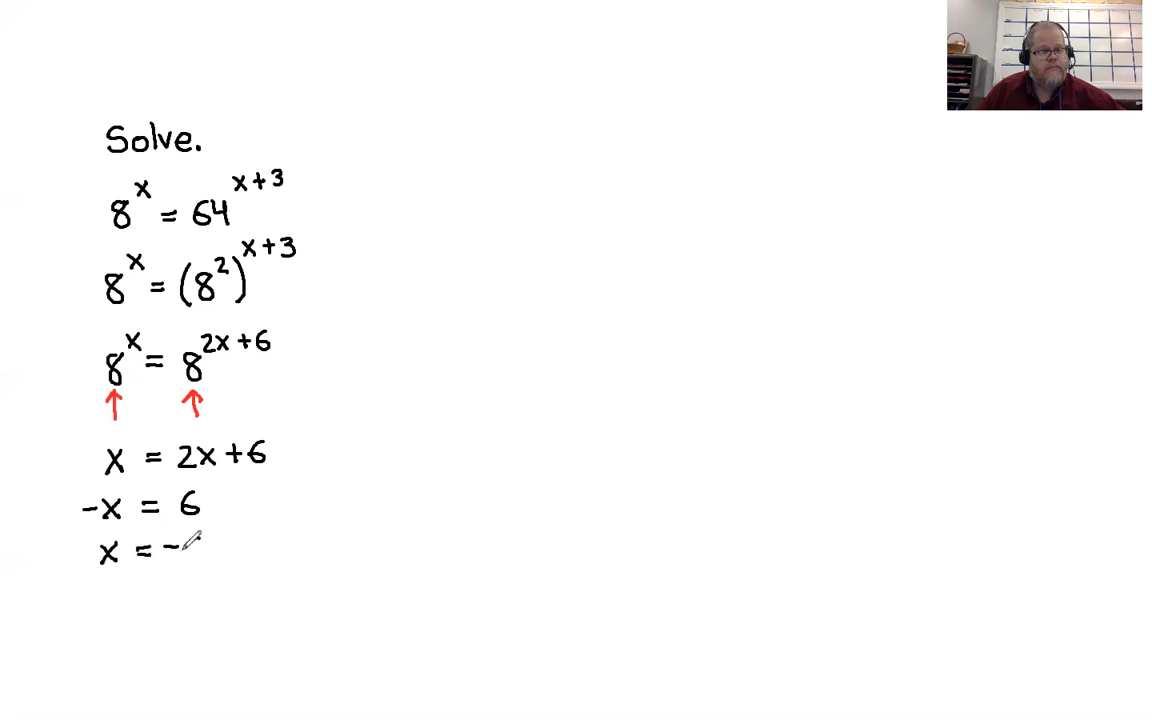 Solve.
8^x = 64^(x+3)
8^x = (8^2)^(x+3)
8^x = 8^(2x+6)
↑ ↑
x = 2x+6
-x = 6
x = -